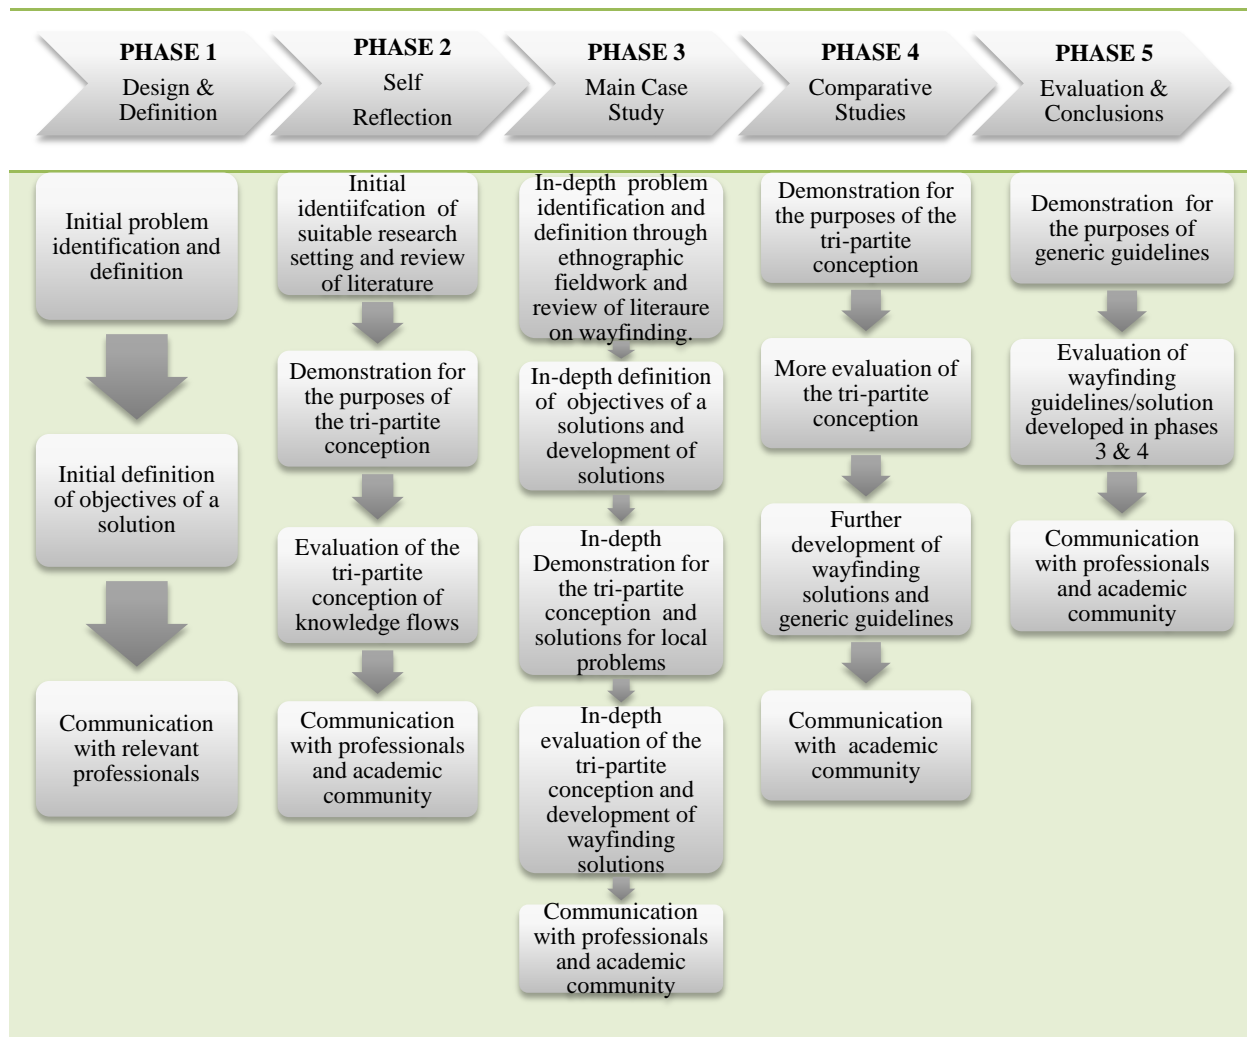 PHASE 1
Design &
Definition
PHASE 2
Self
Reflection
PHASE 3
Main Case
Study
PHASE 4
Comparative
Studies
PHASE 5
Evaluation &
Conclusions
Initial problem
identification and
definition
Initial definition
of objectives of a
solution
Communication
with relevant
professionals
Initial
identiifcation of
suitable research
setting and review
of literature
Demonstration for
the purposes of
the tri-partite
conception
Evaluation of the
tri-partite
conception of
knowledge flows
Communication
with professionals
and academic
community
In-depth problem
identification and
definition through
ethnographic
fieldwork and
review of literaure
on wayfinding.
In-depth definition
of objectives of a
solutions and
development of
solutions
In-depth
Demonstration for
the tri-partite
conception and
solutions for local
problems
In-depth
evaluation of the
tri-partite
conception and
development of
wayfinding
solutions
Communication
with professionals
and academic
community
Demonstration for
the purposes of the
tri-partite
conception
More evaluation of
the tri-partite
conception
Further
development of
wayfinding
solutions and
generic guidelines
Communication
with academic
community
Demonstration for
the purposes of
generic guidelines
Evaluation of
wayfinding
guidelines/solution
developed in phases
3 & 4
Communication
with professionals
and academic
community